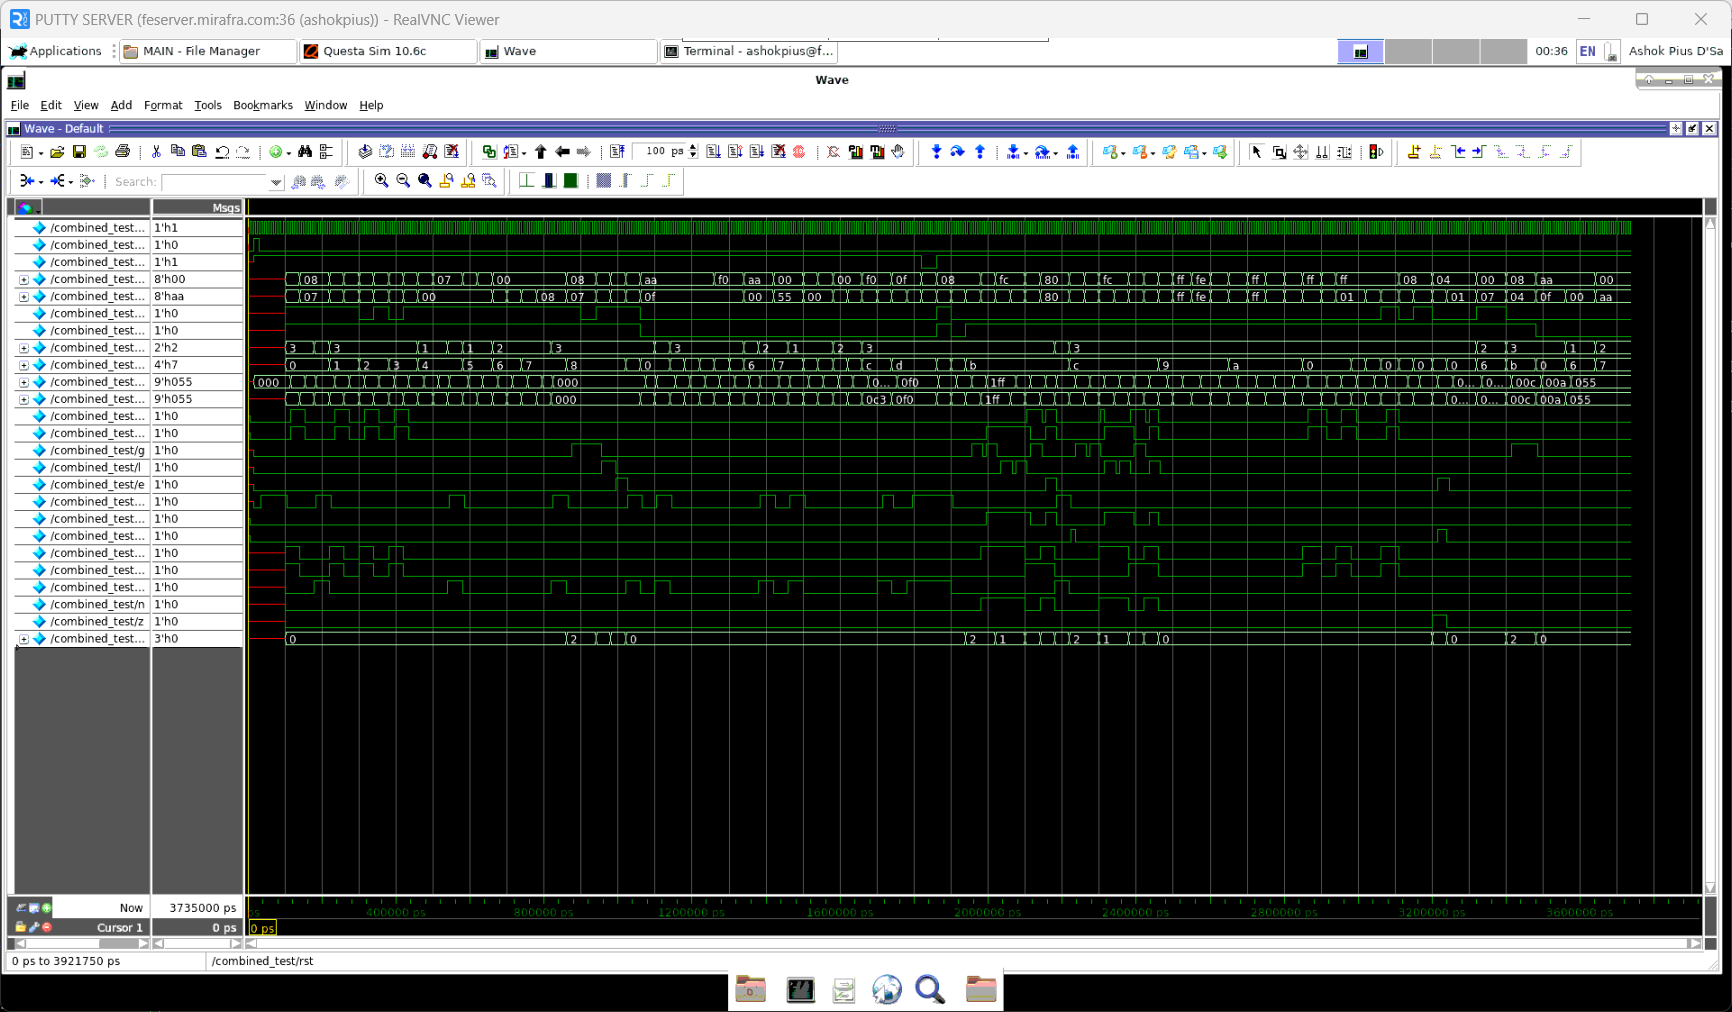 PUTTY SERVER (feserver.mirafra.com:36 (ashokpius)) - RealVNC Viewer
Applications MAIN - File Manager Questa Sim 10.6c Wave Terminal - ashokpius@f... 00:36 EN Ashok Pius D'Sa
Wave
File Edit View Add Format Tools Bookmarks Window Help
Wave - Default
100 ps
Search:
Msgs
/combined_test... 1'h1
/combined_test... 1'h0
/combined_test... 1'h1
/combined_test... 8'h00 08 07 00 08 aa f0 aa 00 00 f0 0f 08 fc 80 fc ff fe ff ff ff 08 04 00 08 aa 00
/combined_test... 8'haa 07 00 08 07 0f 00 55 00 80 ff fe ff 01 01 07 04 0f 00 aa
/combined_test... 1'h0
/combined_test... 1'h0
/combined_test... 2'h2 3 3 1 1 2 3 3 2 1 2 3 3 2 3 1 2
/combined_test... 4'h7 0 1 2 3 4 5 6 7 8 0 6 7 c d b c 9 a 0 0 0 0 6 b 0 6 7
/combined_test... 9'h055 000 000 0... 0f0 1ff 0... 0... 00c 00a 055
/combined_test... 9'h055 000 0c3 0f0 1ff 0... 0... 00c 00a 055
/combined_test... 1'h0
/combined_test... 1'h0
/combined_test/g 1'h0
/combined_test/l 1'h0
/combined_test/e 1'h0
/combined_test... 1'h0
/combined_test... 1'h0
/combined_test... 1'h0
/combined_test... 1'h0
/combined_test... 1'h0
/combined_test... 1'h0
/combined_test/n 1'h0
/combined_test/z 1'h0
/combined_test... 3'h0 0 2 0 2 1 2 1 0 0 2 0
Now 3735000 ps ps 400000 ps 800000 ps 1200000 ps 1600000 ps 2000000 ps 2400000 ps 2800000 ps 3200000 ps 3600000 ps
Cursor 1 0 ps 0 ps
0 ps to 3921750 ps /combined_test/rst